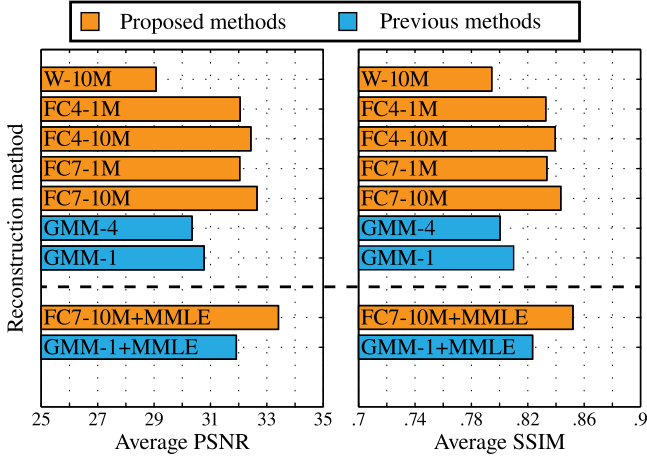 Proposed methods Previous methods
Reconstruction method
W-10M
FC4-1M
FC4-10M
FC7-1M
FC7-10M
GMM-4
GMM-1
FC7-10M+MMLE
GMM-1+MMLE
25 27 29 31 33 35
Average PSNR
W-10M
FC4-1M
FC4-10M
FC7-1M
FC7-10M
GMM-4
GMM-1
FC7-10M+MMLE
GMM-1+MMLE
.7 .74 .78 .82 .86 .9
Average SSIM